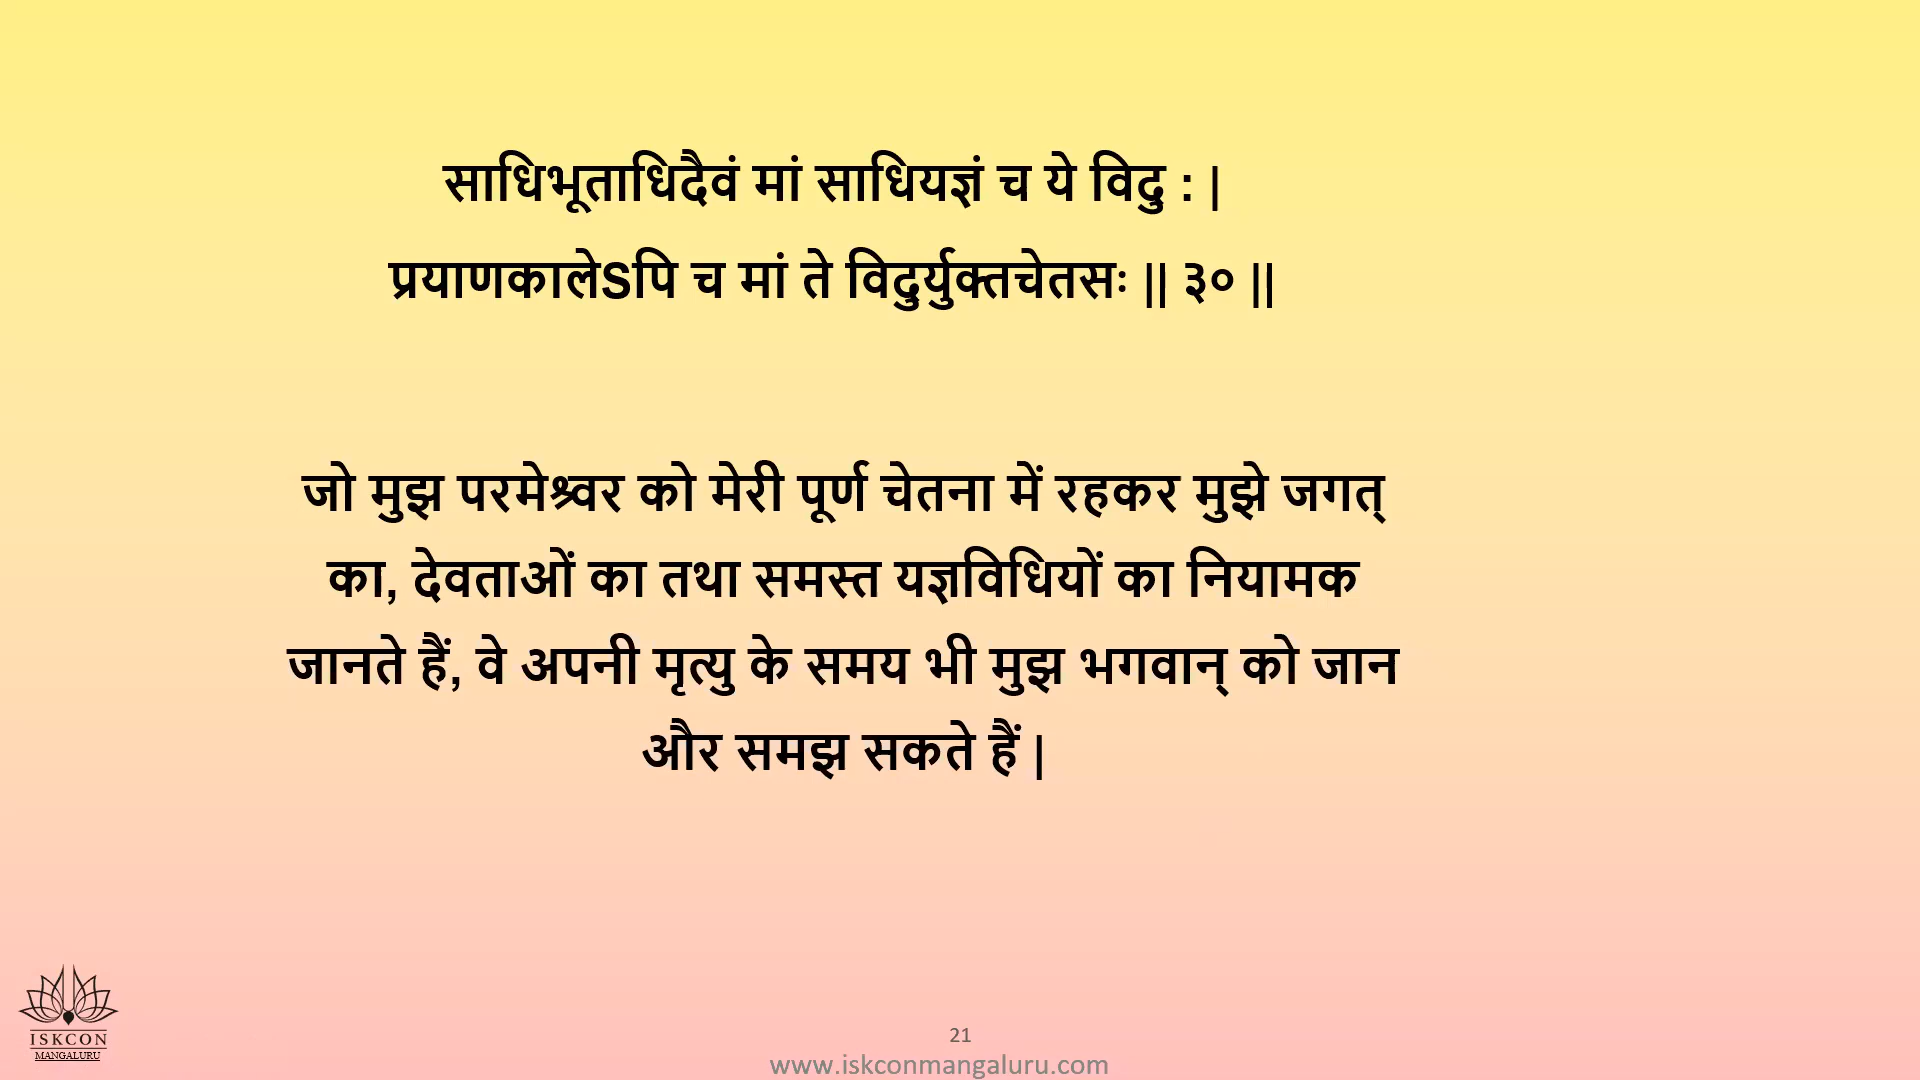 साधिभूताधिदैवं मां साधियज्ञं च ये विदु : |
प्रयाणकालेSपि च मां ते विदुर्युक्तचेतसः || ३० ||
जो मुझ परमेश्र्वर को मेरी पूर्ण चेतना में रहकर मुझे जगत्
का, देवताओं का तथा समस्त यज्ञविधियों का नियामक
जानते हैं, वे अपनी मृत्यु के समय भी मुझ भगवान् को जान
और समझ सकते हैं |
ISKCON
MANGALURU
21
www.iskconmangaluru.com